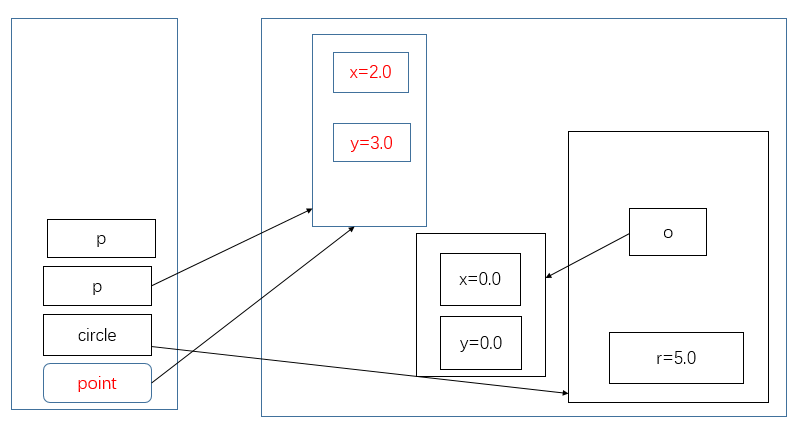 p
p
circle
point
x=2.0
y=3.0
x=0.0
y=0.0
o
r=5.0